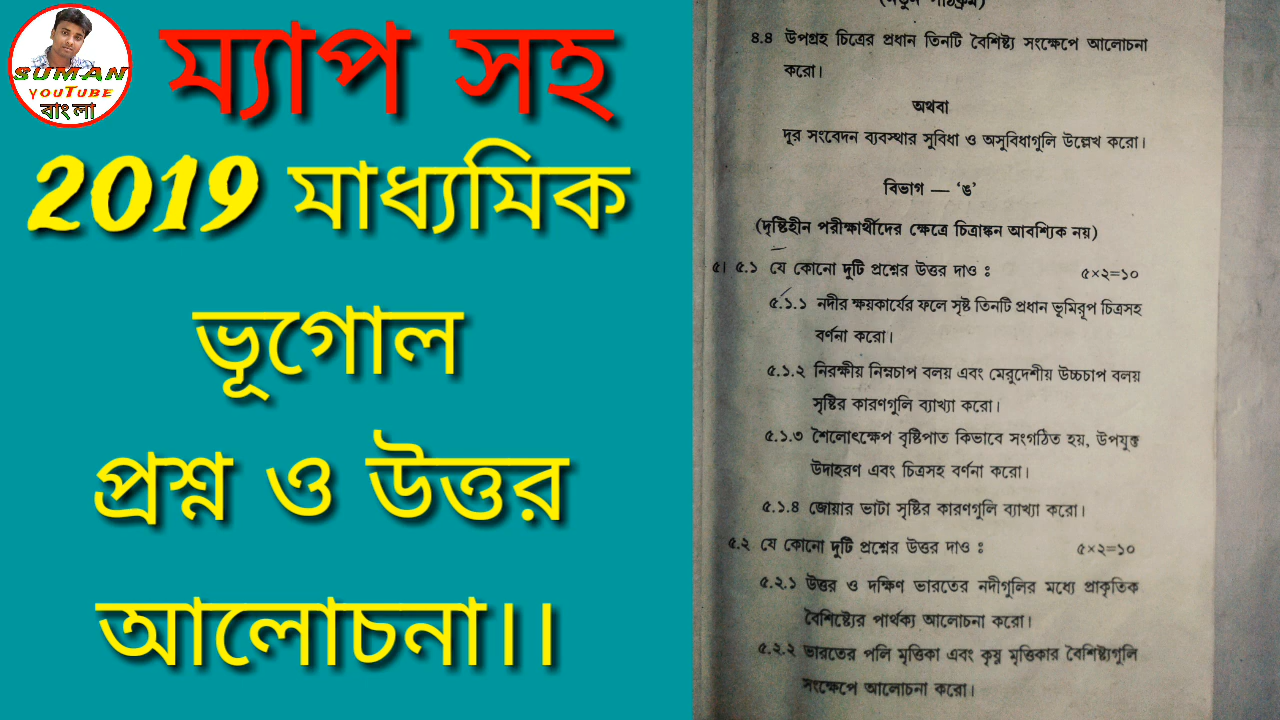 SUMAN
YOUTUBE
বাংলা
ম্যাপ সহ
2019 মাধ্যমিক
ভূগোল
প্রশ্ন ও উত্তর
আলোচনা।।
৪.৪ উপগ্রহ চিত্রের প্রধান তিনটি বৈশিষ্ট্য সংক্ষেপে আলোচনা
করো।
অথবা
দূর সংবেদন ব্যবস্থার সুবিধা ও অসুবিধাগুলি উল্লেখ করো।
বিভাগ — ‘ঙ’
(দৃষ্টিহীন পরীক্ষার্থীদের ক্ষেত্রে চিত্রাঙ্কন আবশ্যিক নয়)
৫। ৫.১ যে কোনো দুটি প্রশ্নের উত্তর দাও ঃ ৫×২=১০
৫.১.১ নদীর ক্ষয়কার্যের ফলে সৃষ্ট তিনটি প্রধান ভূমিরূপ চিত্রসহ
বর্ণনা করো।
৫.১.২ নিরক্ষীয় নিম্নচাপ বলয় এবং মেরুদেশীয় উচ্চচাপ বলয়
সৃষ্টির কারণগুলি ব্যাখ্যা করো।
৫.১.৩ শৈলোৎক্ষেপ বৃষ্টিপাত কিভাবে সংগঠিত হয়, উপযুক্ত
উদাহরণ এবং চিত্রসহ বর্ণনা করো।
৫.১.৪ জোয়ার ভাটা সৃষ্টির কারণগুলি ব্যাখ্যা করো।
৫.২ যে কোনো দুটি প্রশ্নের উত্তর দাও ঃ ৫×২=১০
৫.২.১ উত্তর ও দক্ষিণ ভারতের নদীগুলির মধ্যে প্রাকৃতিক
বৈশিষ্ট্যের পার্থক্য আলোচনা করো।
৫.২.২ ভারতের পলি মৃত্তিকা এবং কৃষ্ণ মৃত্তিকার বৈশিষ্ট্যগুলি
সংক্ষেপে আলোচনা করো।